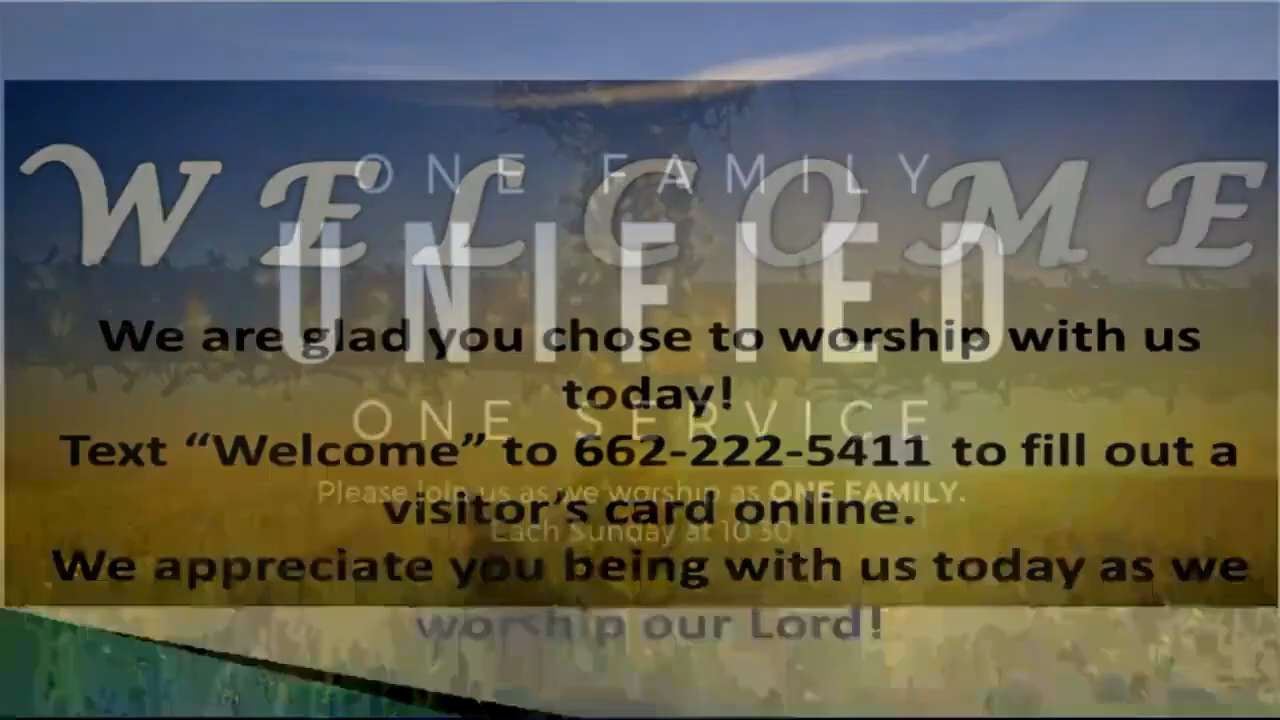 WELCOME
ONE FAMILY
UNIFIED
We are glad you chose to worship with us
today!
ONE SERVICE
Text “Welcome” to 662-222-5411 to fill out a
Please join us as we worship as ONE FAMILY.
visitor’s card online.
Each Sunday at 10:30
We appreciate you being with us today as we
worship our Lord!